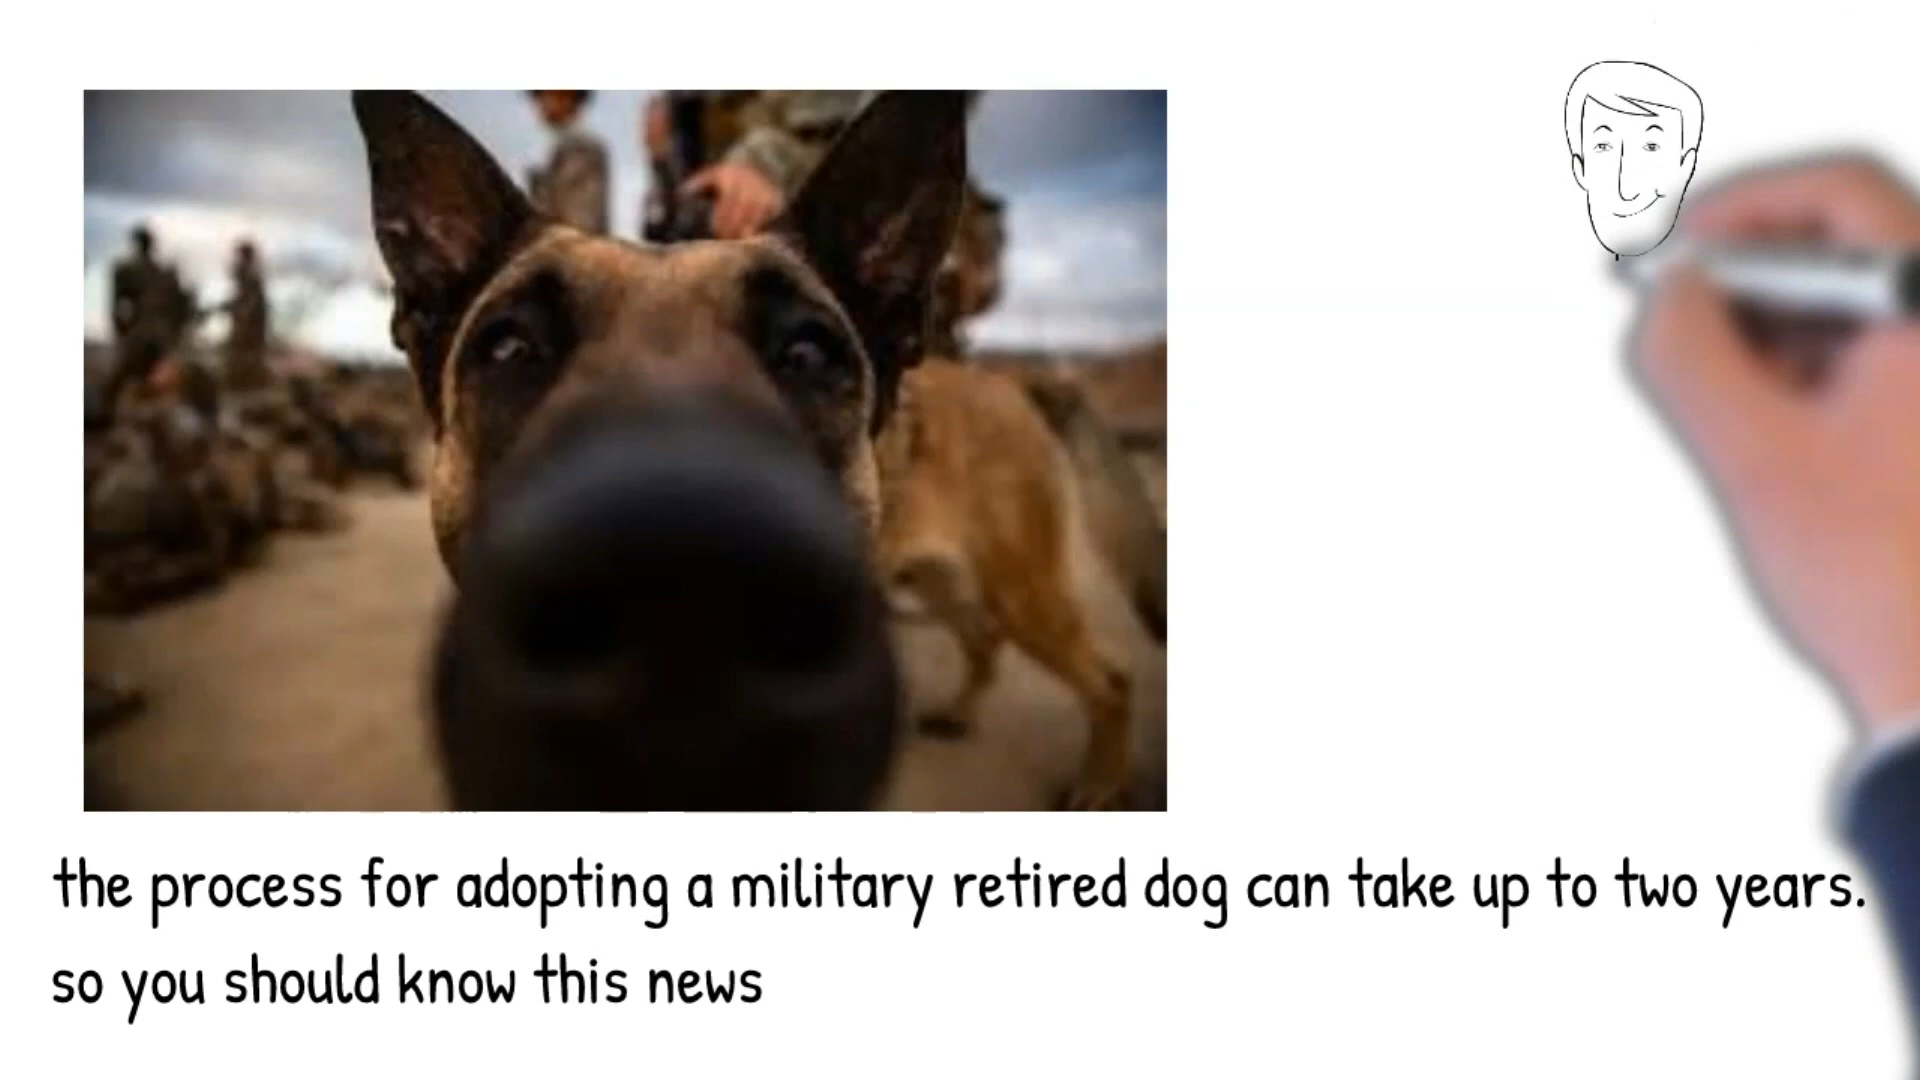 the process for adopting a military retired dog can take up to two years.
so you should know this news